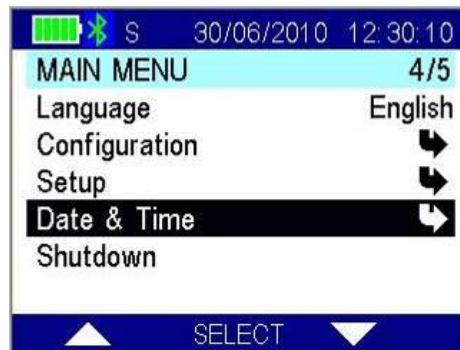 S 30/06/2010 12:30:10
MAIN MENU 4/5
Language English
Configuration
Setup
Date & Time
Shutdown
SELECT